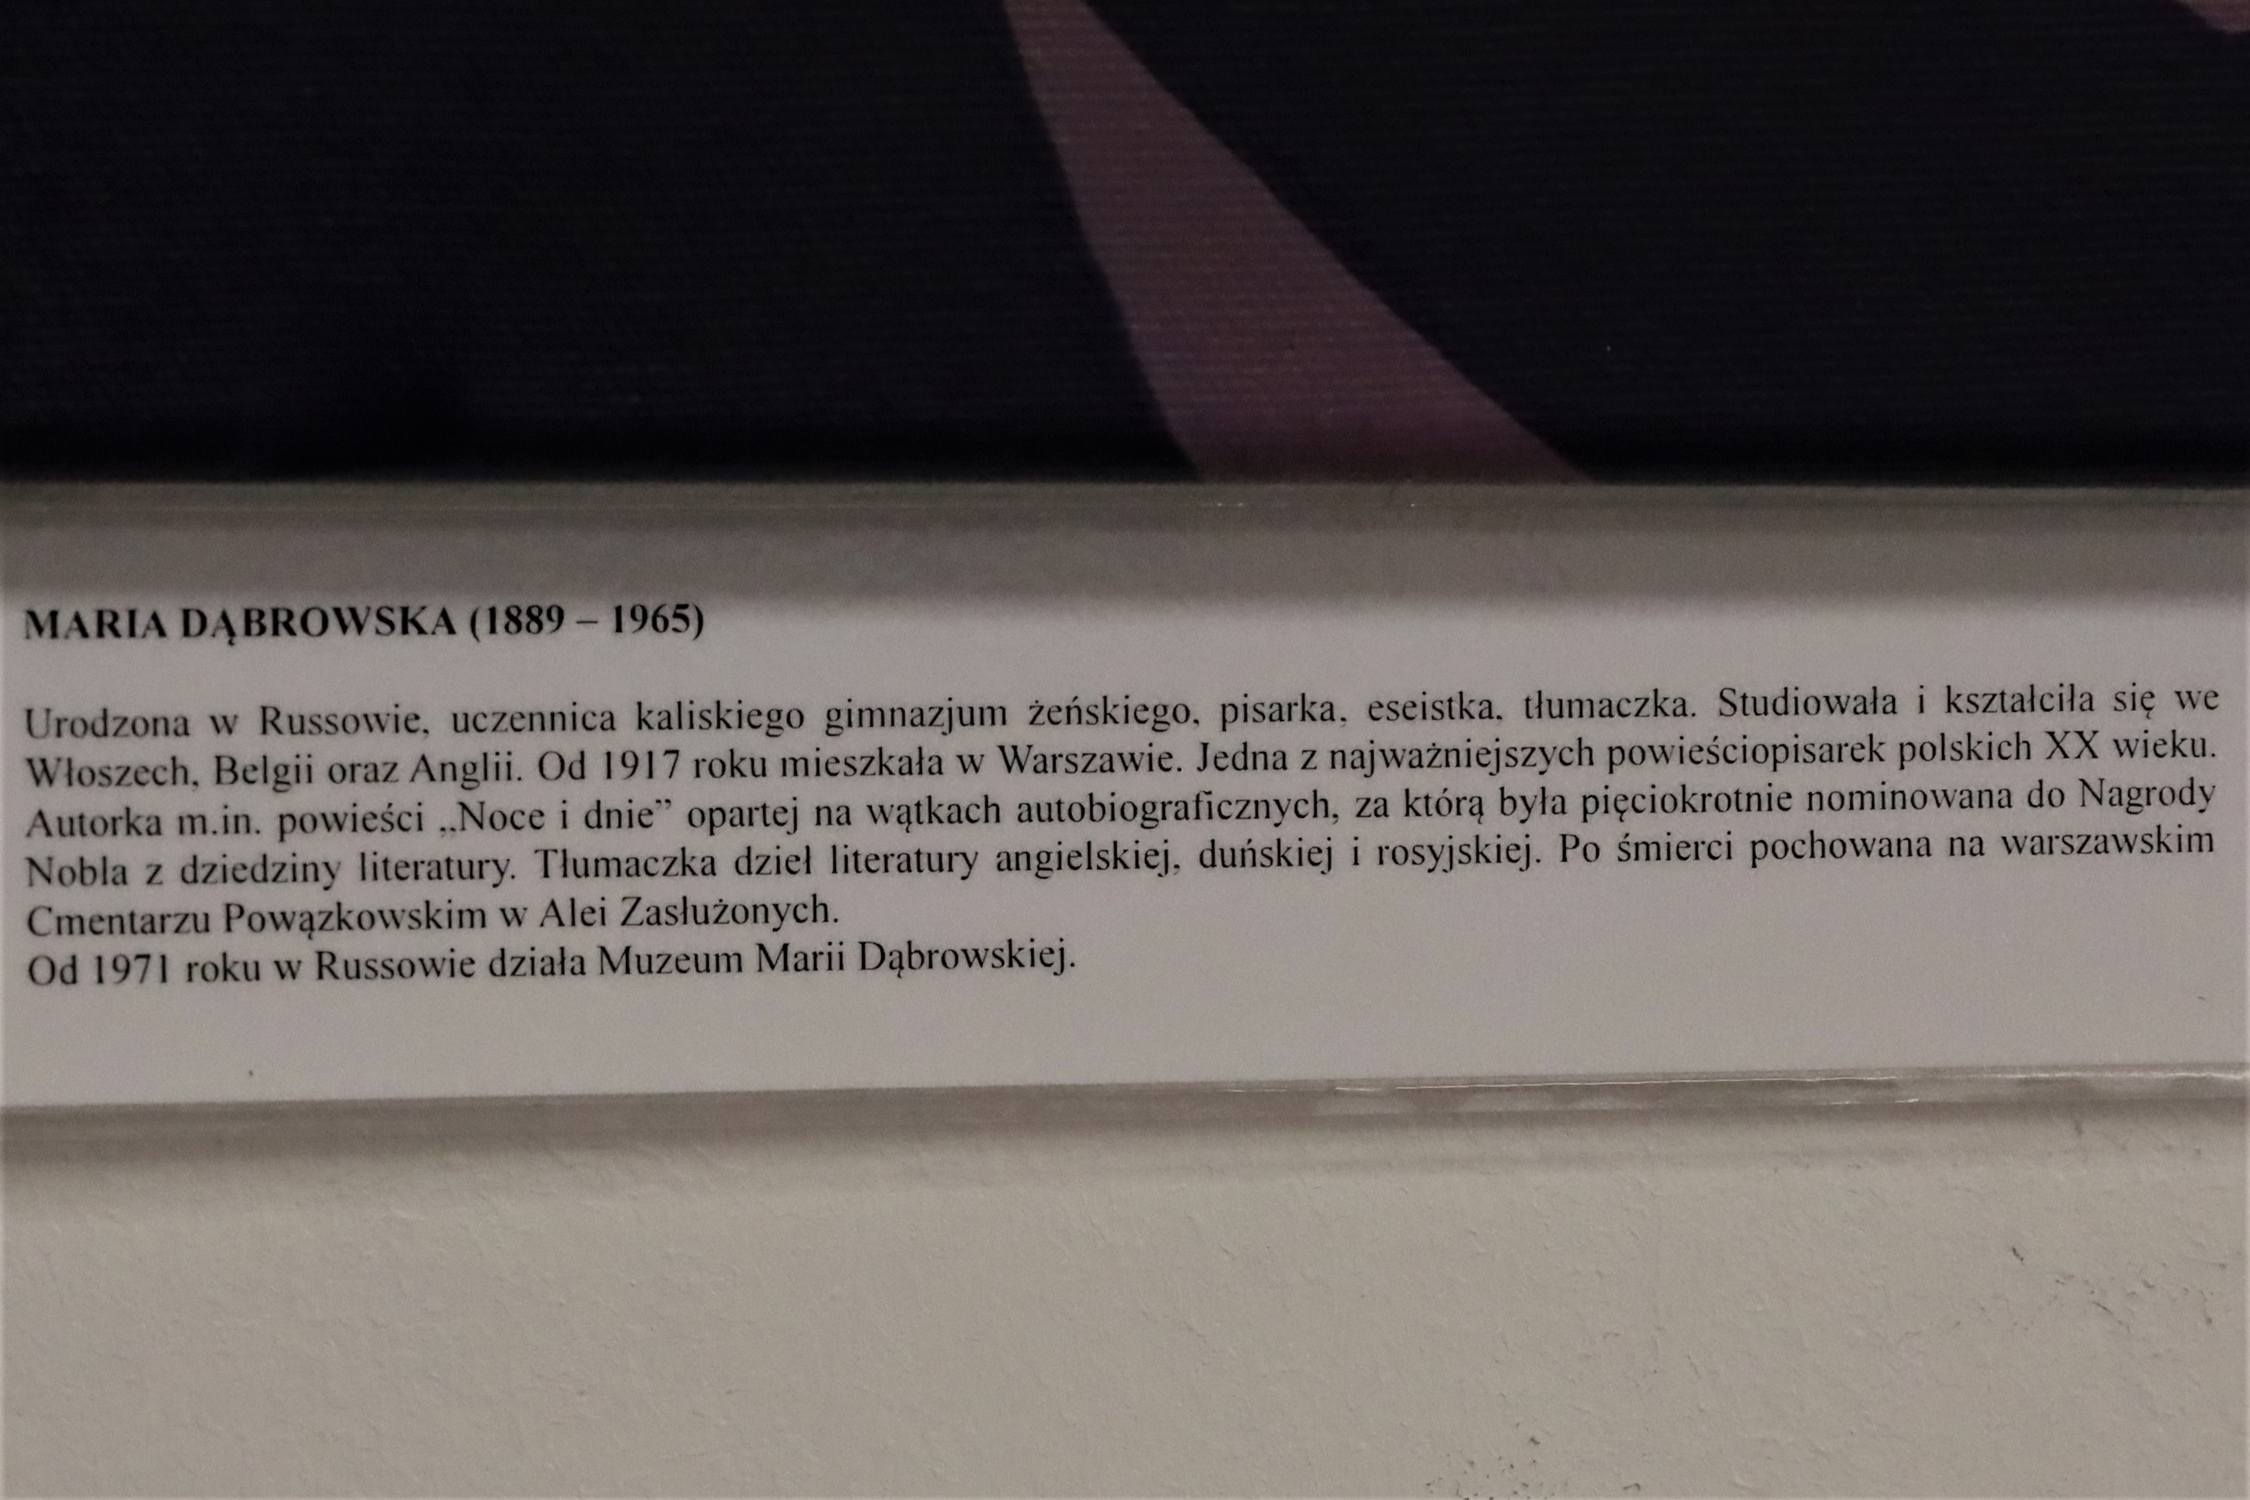 MARIA DĄBROWSKA (1889 – 1965)
Urodzona w Russowie, uczennica kaliskiego gimnazjum żeńskiego, pisarka, eseistka, tłumaczka. Studiowała i kształciła się we
Włoszech, Belgii oraz Anglii. Od 1917 roku mieszkała w Warszawie. Jedna z najważniejszych powieściopisarek polskich XX wieku.
Autorka m.in. powieści „Noce i dnie” opartej na wątkach autobiograficznych, za którą była pięciokrotnie nominowana do Nagrody
Nobla z dziedziny literatury. Tłumaczka dzieł literatury angielskiej, duńskiej i rosyjskiej. Po śmierci pochowana na warszawskim
Cmentarzu Powązkowskim w Alei Zasłużonych.
Od 1971 roku w Russowie działa Muzeum Marii Dąbrowskiej.